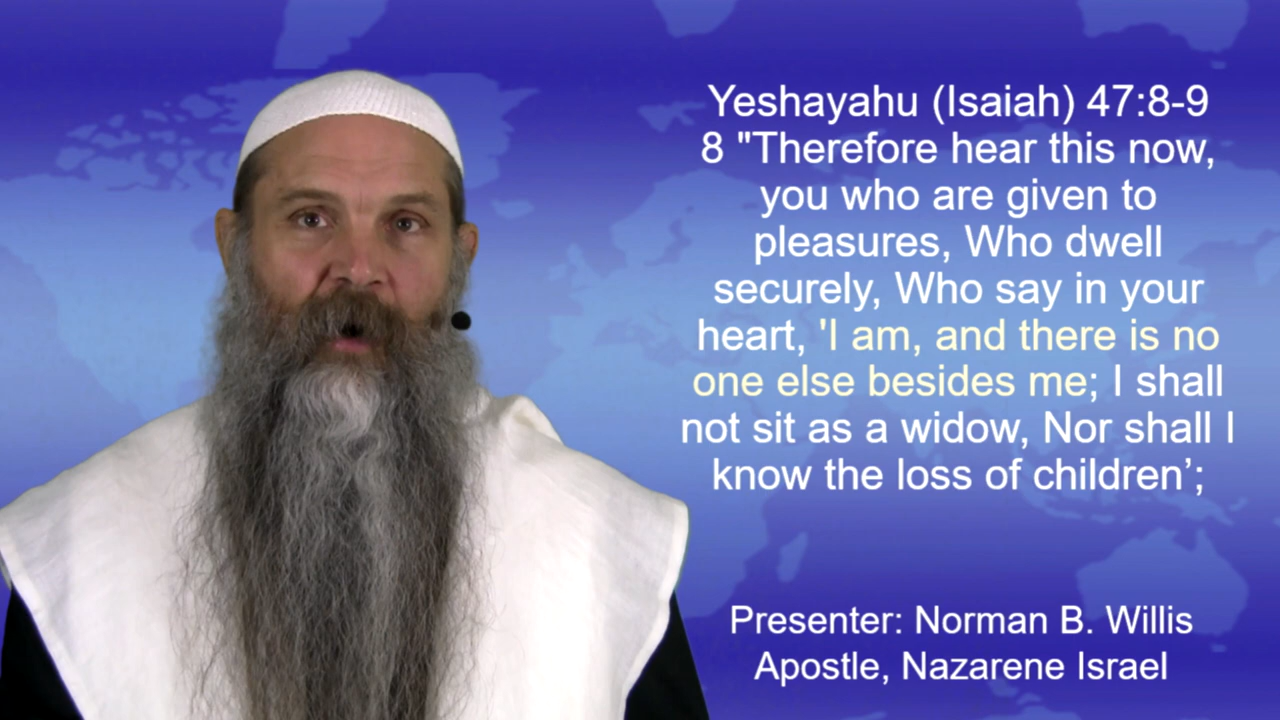 Yeshayahu (Isaiah) 47:8-9
8 "Therefore hear this now,
you who are given to
pleasures, Who dwell
securely, Who say in your
heart, 'I am, and there is no
one else besides me; I shall
not sit as a widow, Nor shall I
know the loss of children’;
Presenter: Norman B. Willis
Apostle, Nazarene Israel